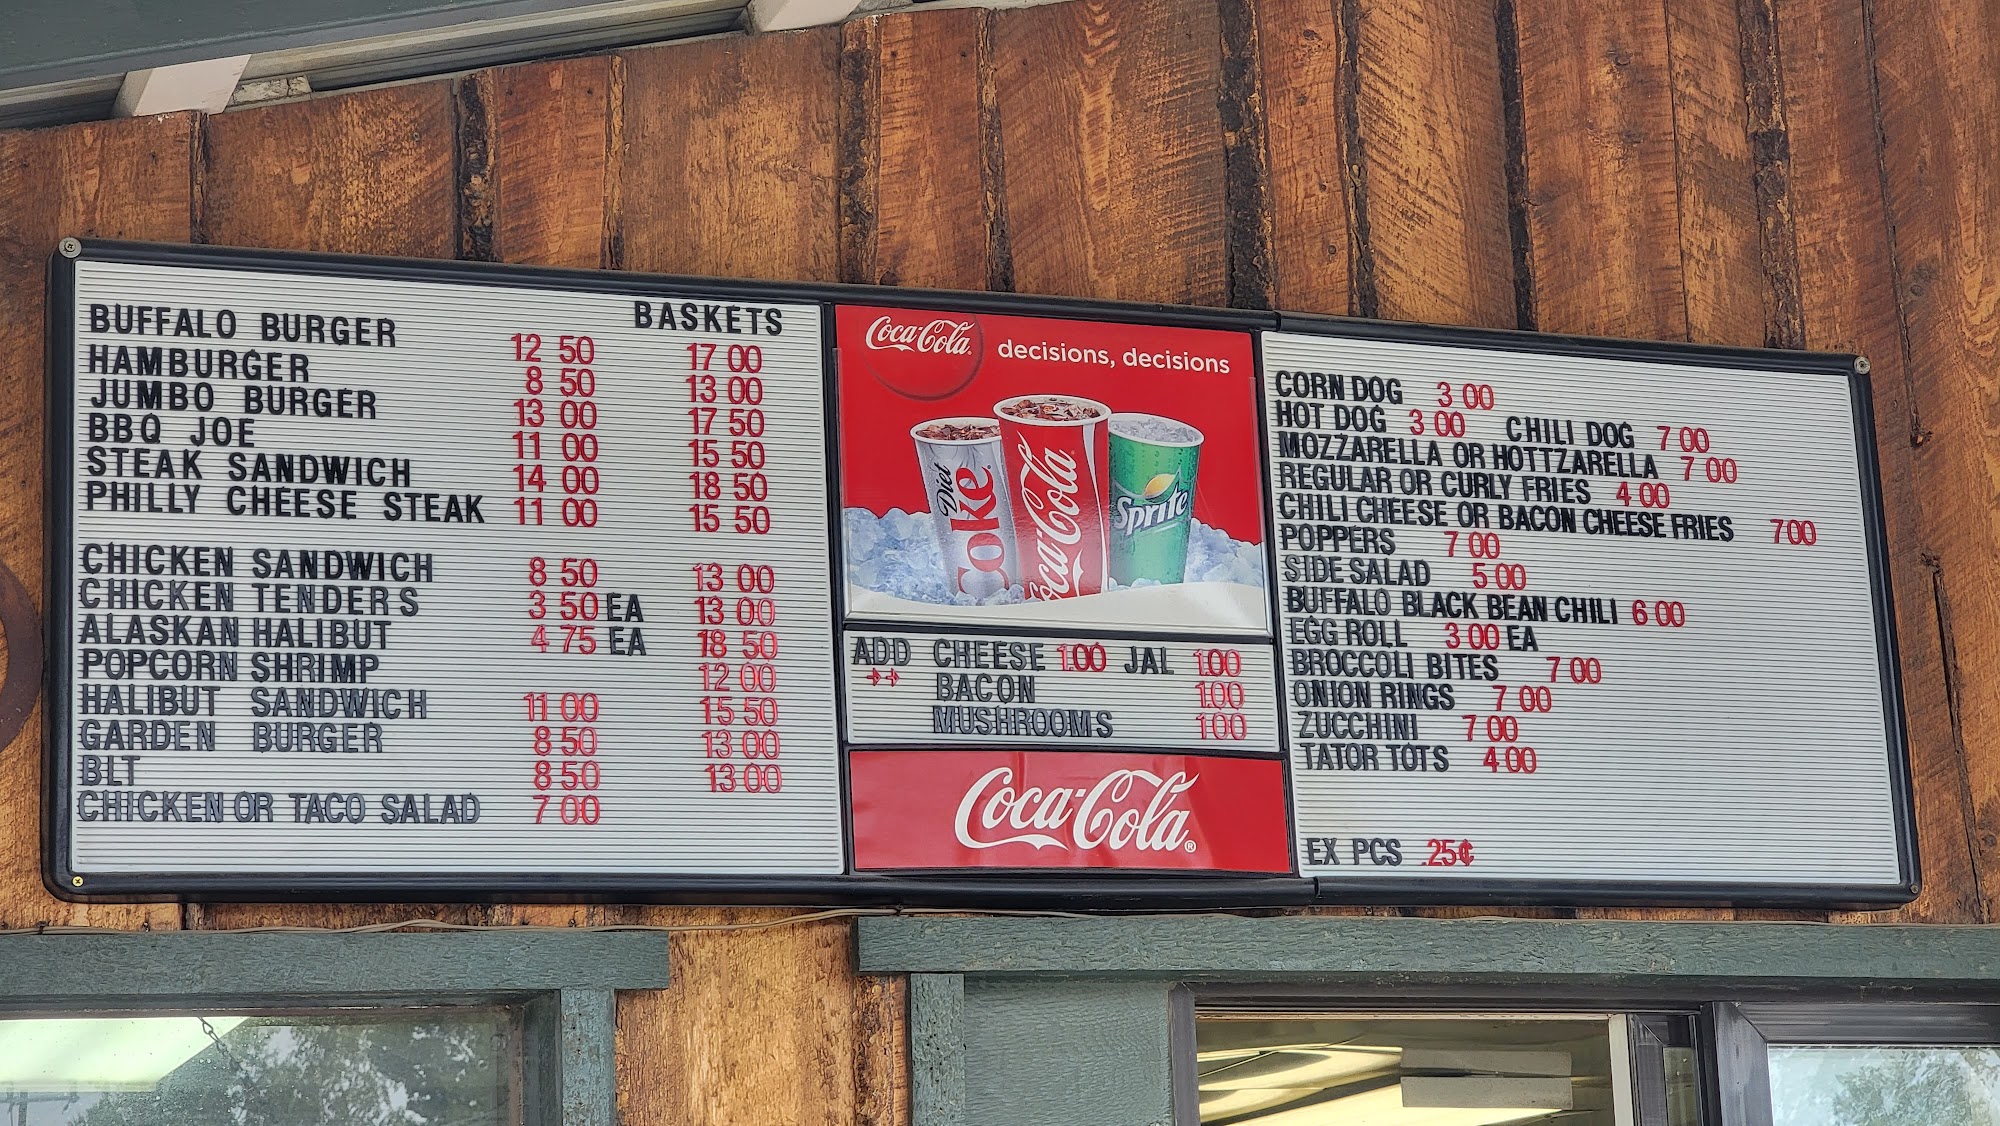 BASKETS
BUFFALO BURGER 12 50 17 00
HAMBURGER 8 50 13 00
JUMBO BURGER 13 00 17 50
BBQ JOE 11 00 15 50
STEAK SANDWICH 14 00 18 50
PHILLY CHEESE STEAK 11 00 15 50
CHICKEN SANDWICH 8 50 13 00
CHICKEN TENDERS 3 50 EA 13 00
ALASKAN HALIBUT 4 75 EA 18 50
POPCORN SHRIMP 12 00
HALIBUT SANDWICH 11 00 15 50
GARDEN BURGER 8 50 13 00
BLT 8 50 13 00
CHICKEN OR TACO SALAD 7 00
Coca-Cola decisions, decisions
Diet Coke
Coca-Cola
Sprite
ADD CHEESE 1.00 JAL 1.00
BACON 1.00
MUSHROOMS 1.00
Coca-Cola®
CORN DOG 3 00
HOT DOG 3 00 CHILI DOG 7 00
MOZZARELLA OR HOTTZARELLA 7 00
REGULAR OR CURLY FRIES 4 00
CHILI CHEESE OR BACON CHEESE FRIES 7 00
POPPERS 7 00
SIDE SALAD 5 00
BUFFALO BLACK BEAN CHILI 6 00
EGG ROLL 3 00 EA
BROCCOLI BITES 7 00
ONION RINGS 7 00
ZUCCHINI 7 00
TATOR TOTS 4 00
EX PCS .25¢